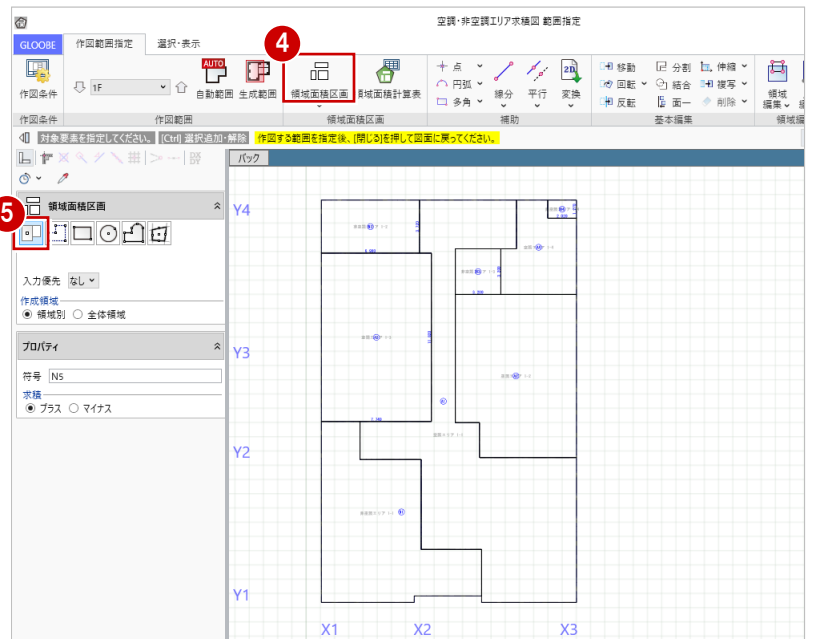 空調・非空調エリア求積図 範囲指定
GLOOBE 作図範囲指定 選択・表示
4
作図条件 1F 自動範囲 生成範囲 領域面積区画 領域面積計算表
AUTO
点 円弧 多角 線分 平行 変換
2D
移動 分割 伸縮
回転 結合 複写
反転 面一 削除
領域
編集
作図条件 作図範囲 領域面積区画 補助 基本編集 領域編
対象要素を指定してください。 [Ctrl] 選択追加・解除 作図する範囲を指定後、[閉じる]を押して図面に戻ってください。
バック
5
領域面積区画
入力優先 なし
作成領域
領域別 全体領域
プロパティ
符号 N5
求積
プラス マイナス
Y4
Y3
Y2
Y1
X1 X2 X3